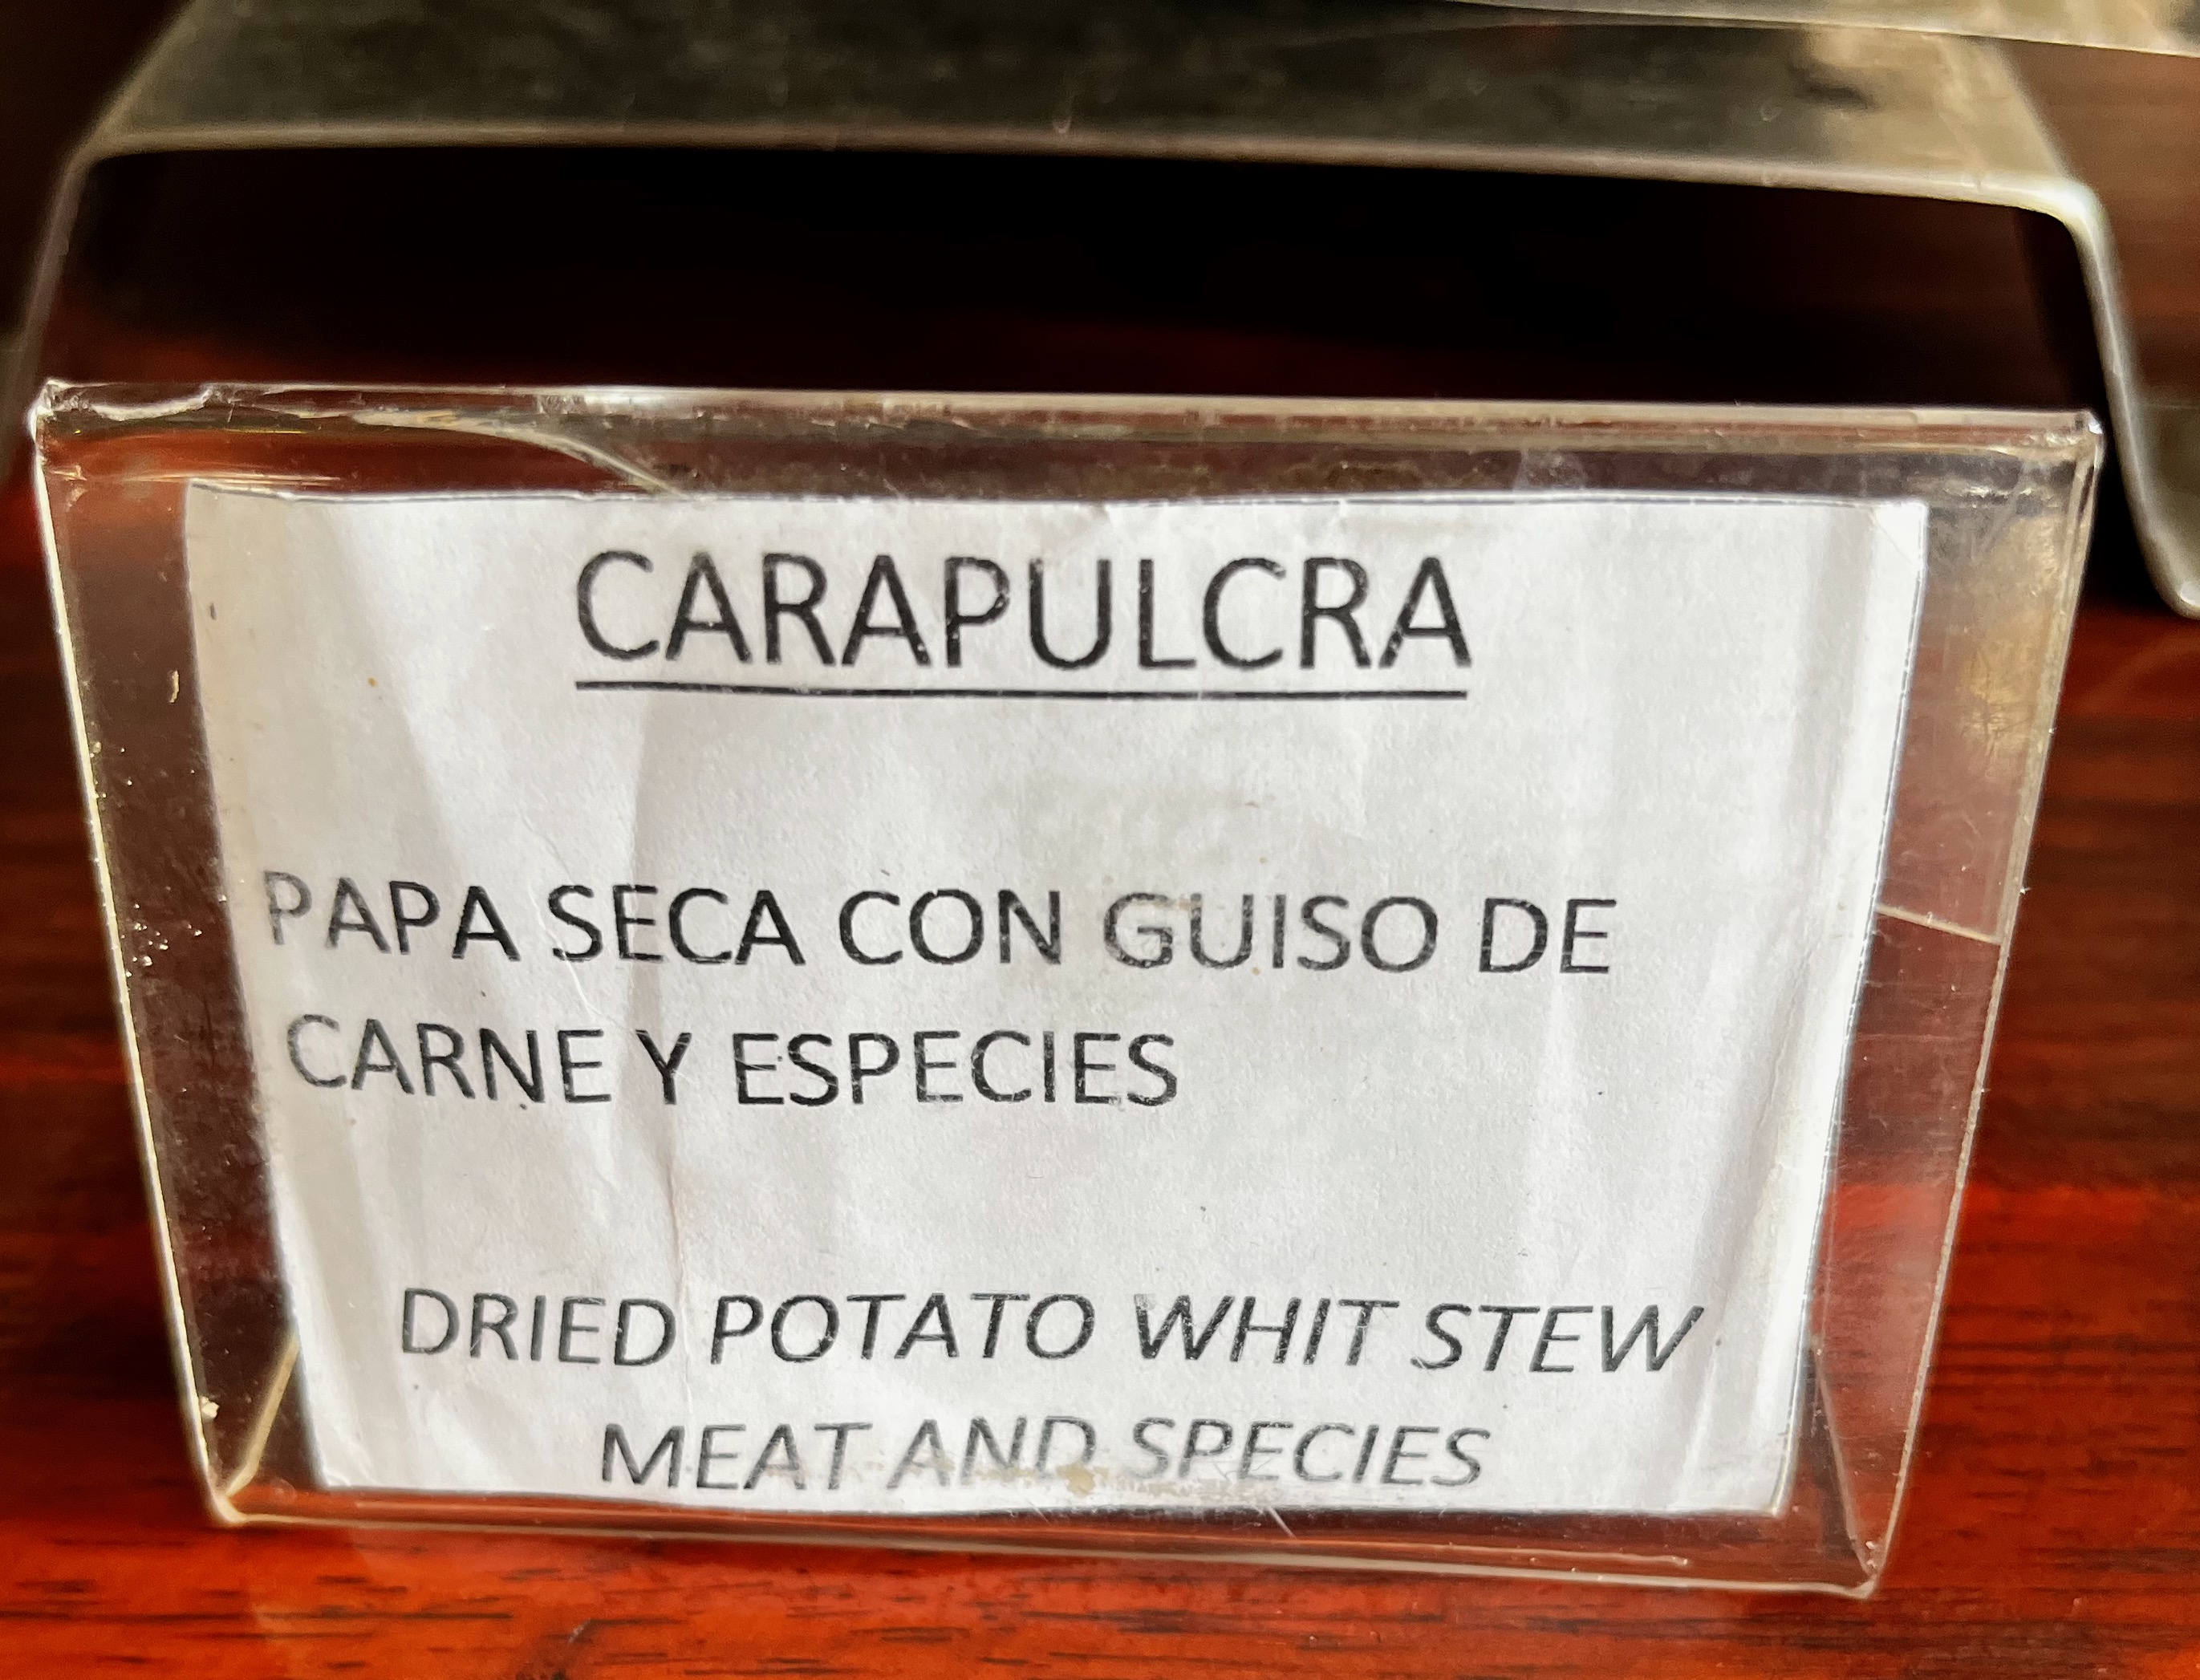 CARAPULCRA
PAPA SECA CON GUISO DE
CARNE Y ESPECIES
DRIED POTATO WHIT STEW
MEAT AND SPECIES